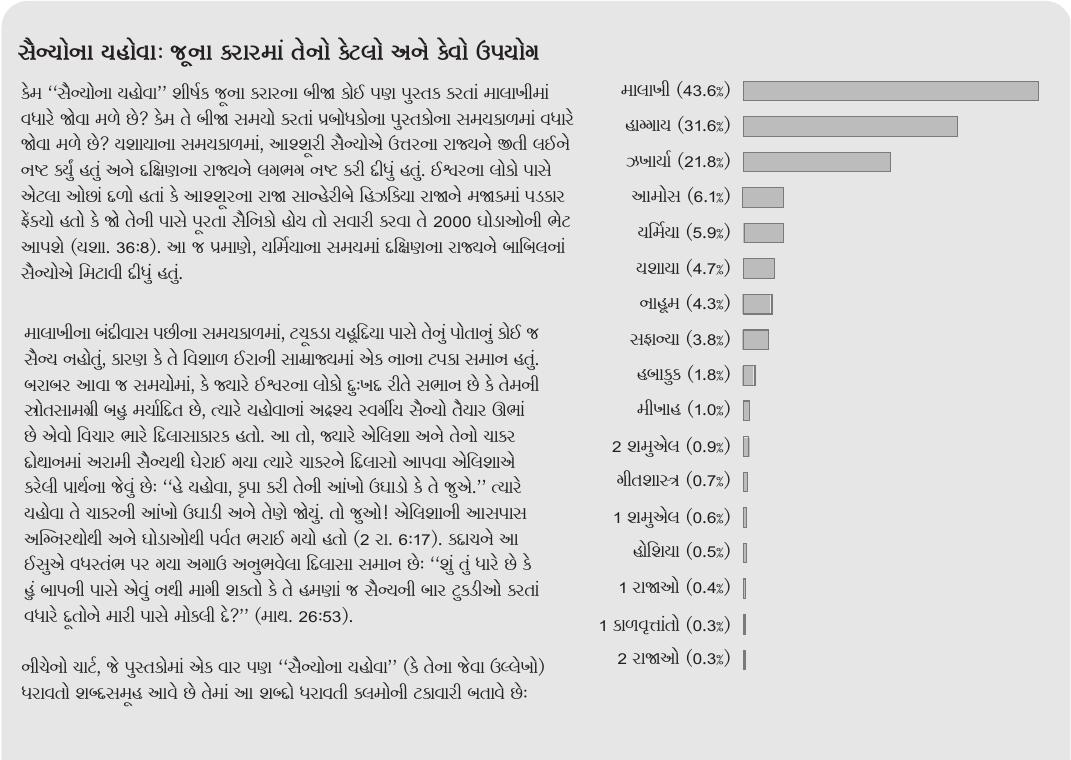 સૈન્યોના યહોવાઃ જૂના કરારમાં તેનો કેટલો અને કેવો ઉપયોગ
કેમ ‘‘સૈન્યોના યહોવા’’ શીર્ષક જૂના કરારના બીજા કોઈ પણ પુસ્તક કરતાં માલાખીમાં
વધારે જોવા મળે છે? કેમ તે બીજા સમયો કરતાં પ્રબોધકોના પુસ્તકોના સમયકાળમાં વધારે
જોવા મળે છે? યશાયાના સમયકાળમાં, આશ્શૂરી સૈન્યોએ ઉત્તરના રાજ્યને જીતી લઈને
નષ્ટ કર્યું હતું અને દક્ષિણના રાજ્યને લગભગ નષ્ટ કરી દીધું હતું. ઈશ્વરના લોકો પાસે
એટલા ઓછાં દળો હતાં કે આશ્શૂરના રાજા સાન્હેરીબે હિઝકિયા રાજાને મજાકમાં પડકાર
ફેંક્યો હતો કે જો તેની પાસે પૂરતા સૈનિકો હોય તો સવારી કરવા તે 2000 ઘોડાઓની ભેટ
આપશે (યશા. 36:8). આ જ પ્રમાણે, યર્મિયાના સમયમાં દક્ષિણના રાજ્યને બાબિલનાં
સૈન્યોએ મિટાવી દીધું હતું.
માલાખીના બંદીવાસ પછીના સમયકાળમાં, ટચૂકડા યહૂદિયા પાસે તેનું પોતાનું કોઈ જ
સૈન્ય નહોતું, કારણ કે તે વિશાળ ઈરાની સામ્રાજ્યમાં એક નાના ટપકા સમાન હતું.
બરાબર આવા જ સમયોમાં, કે જ્યારે ઈશ્વરના લોકો દુઃખદ રીતે સભાન છે કે તેમની
સ્રોતસામગ્રી બહુ મર્યાદિત છે, ત્યારે યહોવાનાં અદ્રશ્ય સ્વર્ગીય સૈન્યો તૈયાર ઊભાં
છે એવો વિચાર ભારે દિલાસાકારક હતો. આ તો, જ્યારે એલિશા અને તેનો ચાકર
દોથાનમાં અરામી સૈન્યથી ઘેરાઈ ગયા ત્યારે ચાકરને દિલાસો આપવા એલિશાએ
કરેલી પ્રાર્થના જેવું છેઃ ‘‘હે યહોવા, કૃપા કરી તેની આંખો ઉઘાડો કે તે જુએ.’’ ત્યારે
યહોવા તે ચાકરની આંખો ઉઘાડી અને તેણે જોયું. તો જુઓ! એલિશાની આસપાસ
અગ્નિરથોથી અને ઘોડાઓથી પર્વત ભરાઈ ગયો હતો (2 રા. 6:17). કદાચને આ
ઈસુએ વધસ્તંભ પર ગયા અગાઉ અનુભવેલા દિલાસા સમાન છેઃ ‘‘શું તું ધારે છે કે
હું બાપની પાસે એવું નથી માગી શક્તો કે તે હમણાં જ સૈન્યની બાર ટુકડીઓ કરતાં
વધારે દૂતોને મારી પાસે મોકલી દે?’’ (માથ. 26:53).
નીચેનો ચાર્ટ, જે પુસ્તકોમાં એક વાર પણ ‘‘સૈન્યોના યહોવા’’ (કે તેના જેવા ઉલ્લેખો)
ધરાવતો શબ્દસમૂહ આવે છે તેમાં આ શબ્દો ધરાવતી કલમોની ટકાવારી બતાવે છેઃ
માલાખી (43.6%)
હાગ્ગાય (31.6%)
ઝખાર્યા (21.8%)
આમોસ (6.1%)
યર્મિયા (5.9%)
યશાયા (4.7%)
નાહૂમ (4.3%)
સફાન્યા (3.8%)
હબાકુક (1.8%)
મીખાહ (1.0%)
2 શમુએલ (0.9%)
ગીતશાસ્ત્ર (0.7%)
1 શમુએલ (0.6%)
હોશિયા (0.5%)
1 રાજાઓ (0.4%)
1 કાળવૃત્તાંતો (0.3%)
2 રાજાઓ (0.3%)